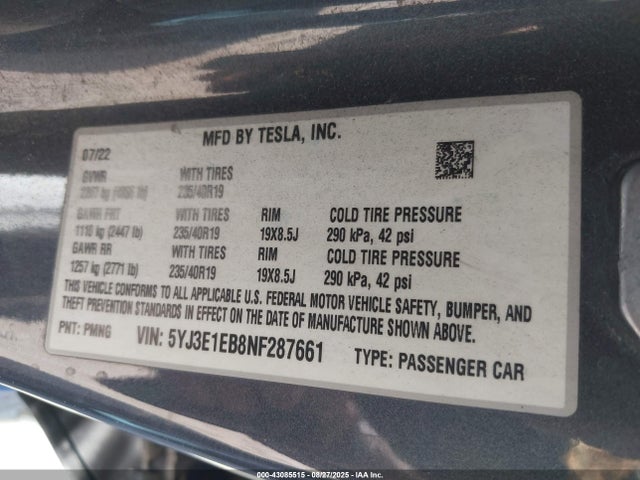 MFD BY TESLA, INC.
07/22
GVWR WITH TIRES
235/40R19
GAWR FRT WITH TIRES RIM COLD TIRE PRESSURE
1110 kg (2447 lb) 235/40R19 19X8.5J 290 kPa, 42 psi
GAWR RR WITH TIRES RIM COLD TIRE PRESSURE
1257 kg (2771 lb) 235/40R19 19X8.5J 290 kPa, 42 psi
THIS VEHICLE CONFORMS TO ALL APPLICABLE U.S. FEDERAL MOTOR VEHICLE SAFETY, BUMPER, AND
THEFT PREVENTION STANDARDS IN EFFECT ON THE DATE OF MANUFACTURE SHOWN ABOVE.
PNT: PMNG VIN: 5YJ3E1EB8NF287661 TYPE: PASSENGER CAR
000-43085515 - 08/27/2025 - IAA Inc.